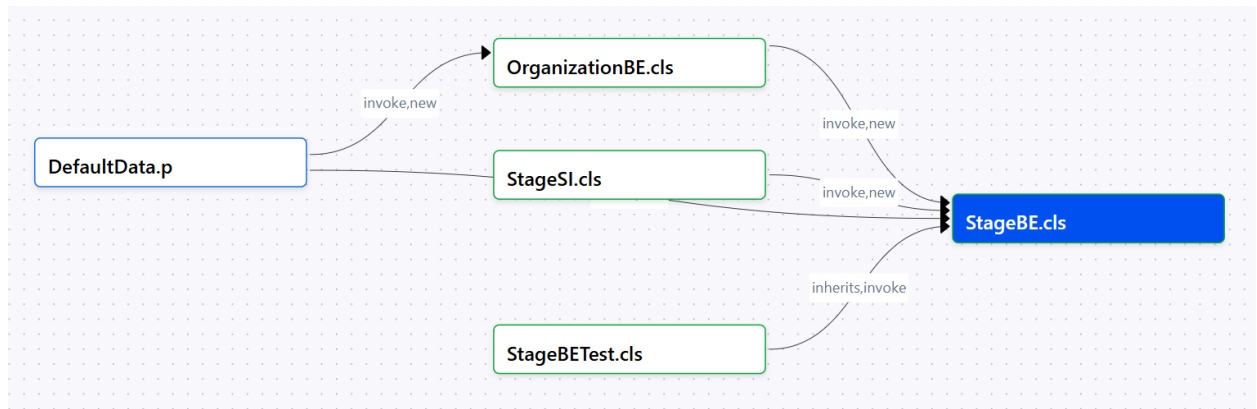 OrganizationBE.cls
invoke,new
invoke,new
DefaultData.p
StageSI.cls
invoke,new
StageBE.cls
inherits,invoke
StageBETest.cls